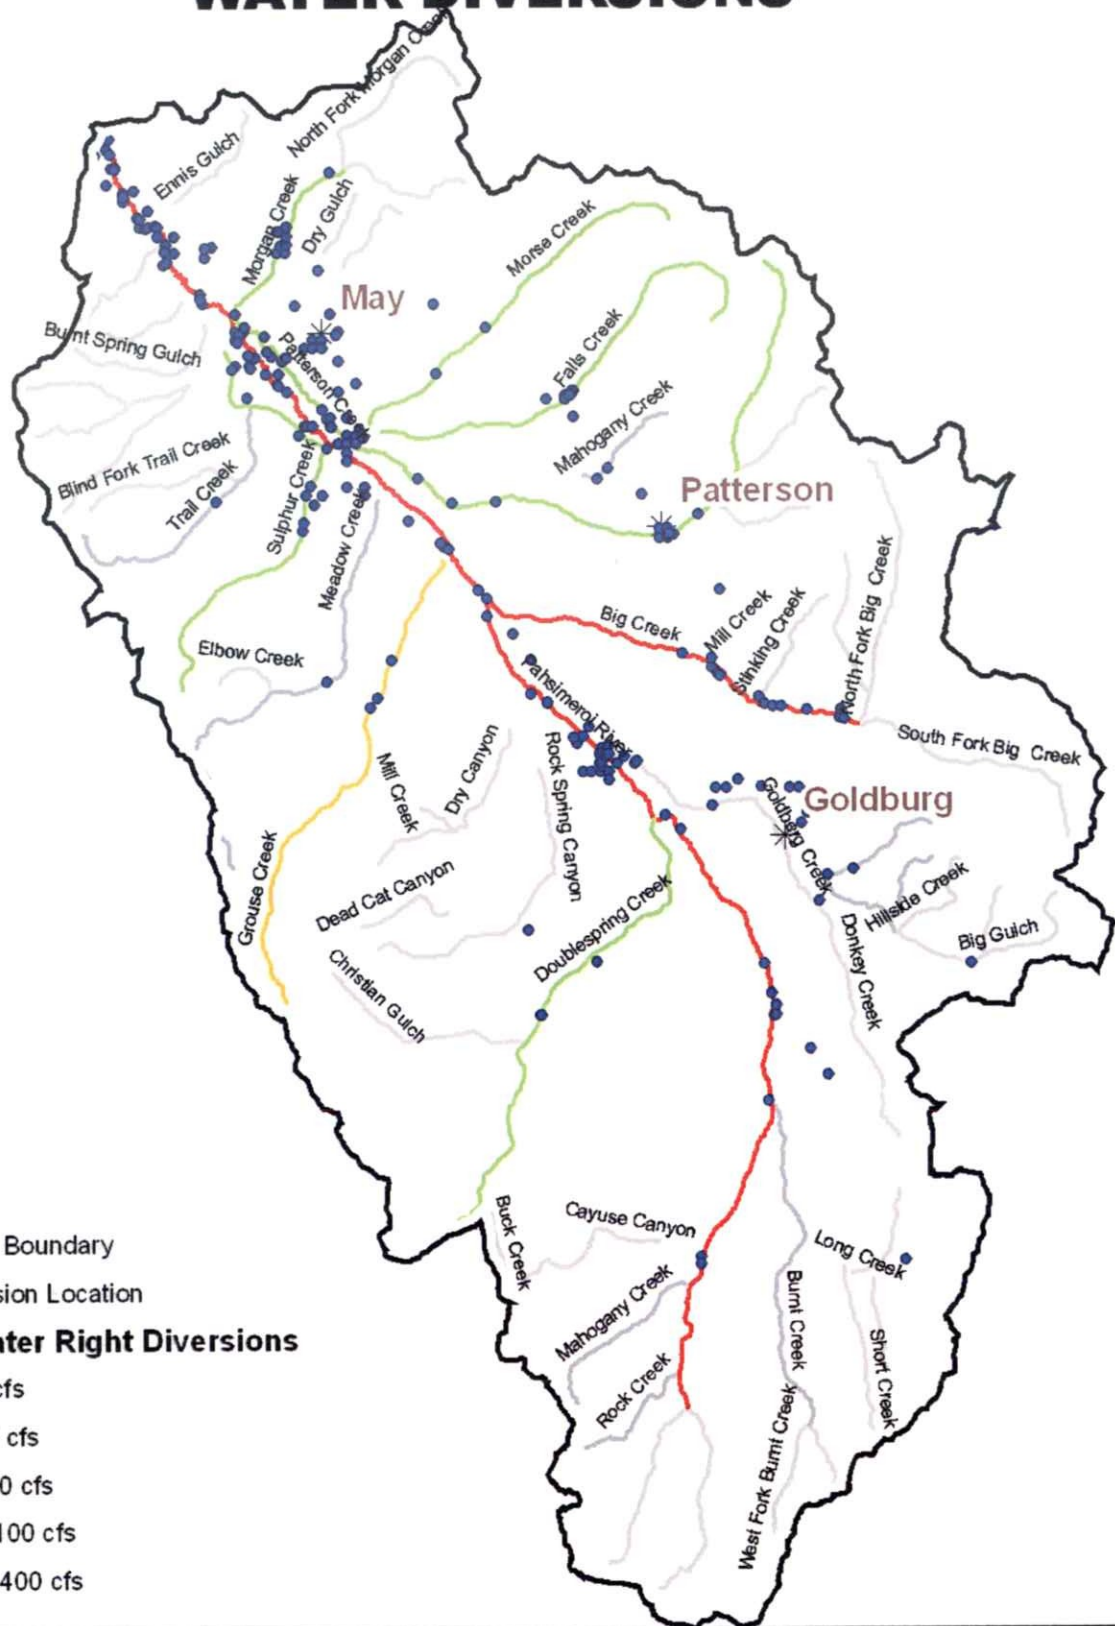 WATER DIVERSIONS
North Fork Morgan Creek
Ennis Gulch
Morgan Creek
Dry Gulch
Morse Creek
May
Burnt Spring Gulch
Patterson Creek
Falls Creek
Mahogany Creek
Blind Fork Trail Creek
Trail Creek
Sulphur Creek
Meadow Creek
Patterson
Elbow Creek
Big Creek
Mill Creek
Stinking Creek
North Fork Big Creek
Pahsimeroi River
South Fork Big Creek
Mill Creek
Dry Canyon
Rock Spring Canyon
Goldburg
Goldburg Creek
Grouse Creek
Dead Cat Canyon
Doublespring Creek
Hillside Creek
Big Gulch
Donkey Creek
Christian Gulch
Buck Creek
Cayuse Canyon
Long Creek
Mahogany Creek
Burnt Creek
Short Creek
Rock Creek
West Fork Burnt Creek
Boundary
sion Location
ater Right Diversions
cfs
cfs
0 cfs
100 cfs
400 cfs